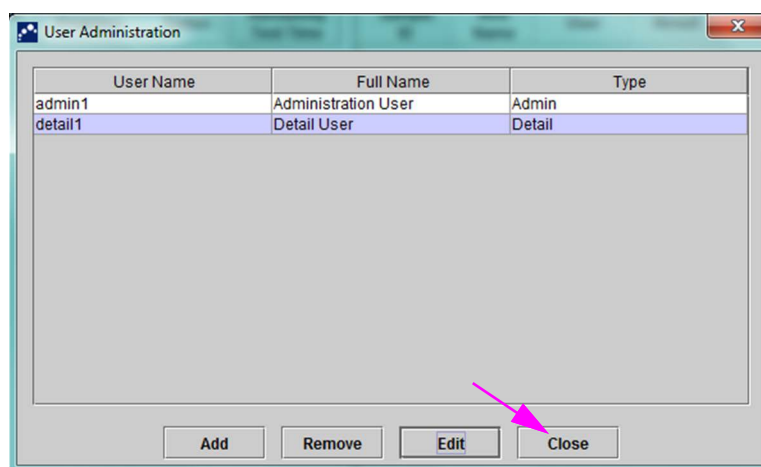 User Administration
User Name Full Name Type
admin1 Administration User Admin
detail1 Detail User Detail
Add Remove Edit Close